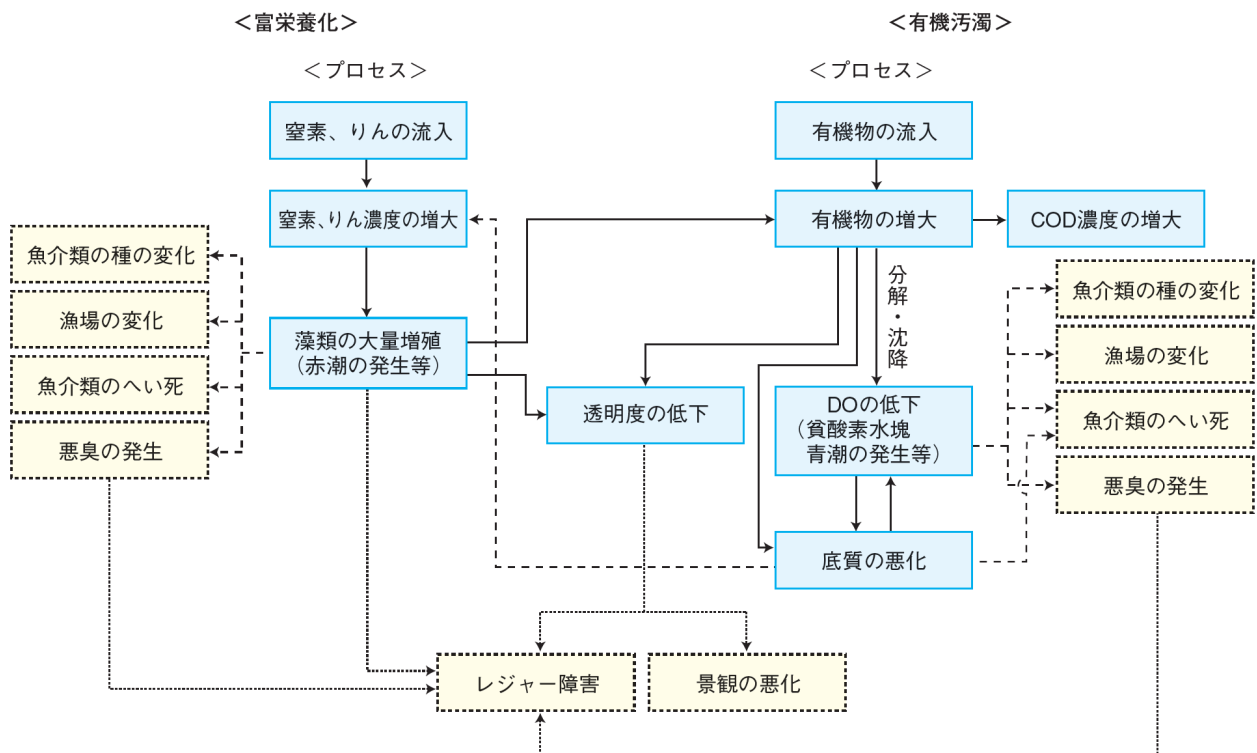 ＜富栄養化＞
＜有機汚濁＞
＜プロセス＞
＜プロセス＞
窒素、りんの流入
有機物の流入
窒素、りん濃度の増大
有機物の増大
COD濃度の増大
魚介類の種の変化
漁場の変化
魚介類のへい死
悪臭の発生
藻類の大量増殖
（赤潮の発生等）
透明度の低下
分解・沈降
DOの低下
（貧酸素水塊
青潮の発生等）
魚介類の種の変化
漁場の変化
魚介類のへい死
悪臭の発生
底質の悪化
レジャー障害
景観の悪化